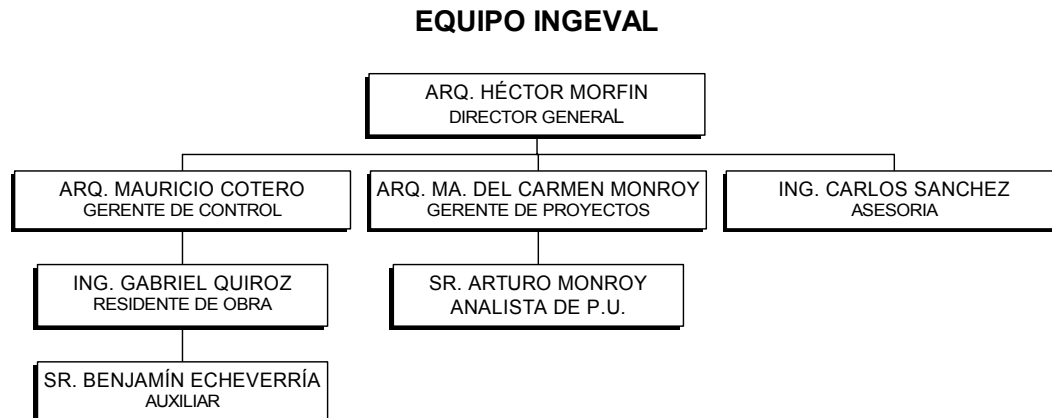 EQUIPO INGEVAL
ARQ. HÉCTOR MORFIN
DIRECTOR GENERAL
ARQ. MAURICIO COTERO
GERENTE DE CONTROL
ARQ. MA. DEL CARMEN MONROY
GERENTE DE PROYECTOS
ING. CARLOS SANCHEZ
ASESORIA
ING. GABRIEL QUIROZ
RESIDENTE DE OBRA
SR. ARTURO MONROY
ANALISTA DE P.U.
SR. BENJAMÍN ECHEVERRÍA
AUXILIAR